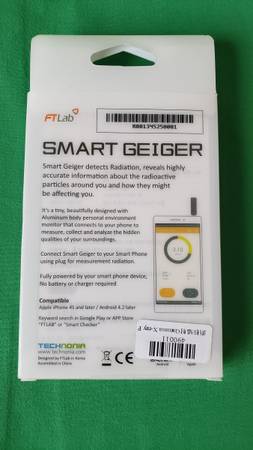 FTLab
R001345250001
SMART GEIGER
Smart Geiger detects Radiation, reveals highly
accurate information about the radioactive
particles around you and how they might
be affecting you.
It's a tiny, beautifully designed with
Aluminum body personal environment
monitor that connects to your phone to
measure, collect and analyze the hidden
qualities of your surroundings.
Connect Smart Geiger to your Smart Phone
using plug for measurement radiation.
Fully powered by your smart phone device,
No battery or charger required
Compatible
Apple iPhone 4S and later / Android 4.2 later
Keyword search in Google Play or APP Store
"FTLAB" or "Smart Checker"
TECHNONIA
www.technonia.com
Designed by FTlab in Korea
Assembled in China
CE
490011